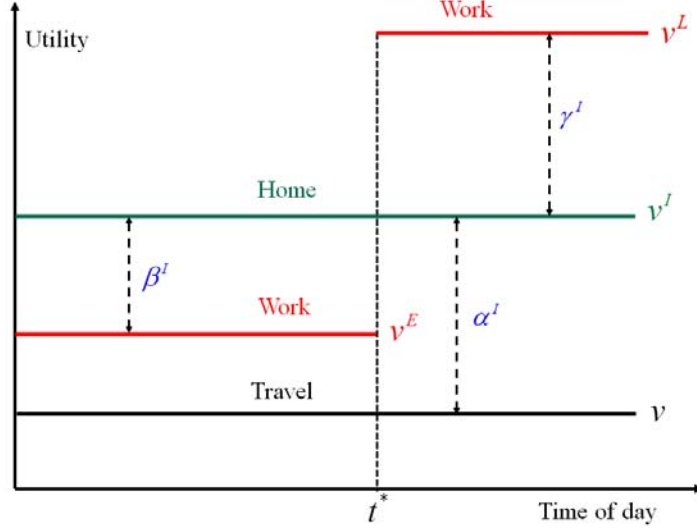 Work
Utility
v^L
γ^I
Home
v^I
β^I
Work
v^E
α^I
Travel
v
t^*
Time of day